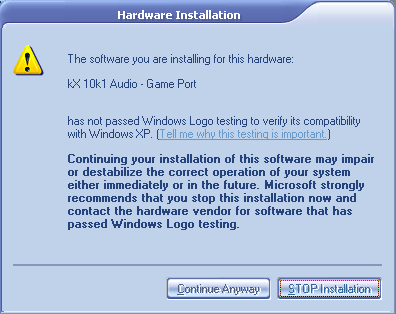 Hardware Installation
The software you are installing for this hardware:
kX 10k1 Audio - Game Port
has not passed Windows Logo testing to verify its compatibility
with Windows XP. (Tell me why this testing is important.)
Continuing your installation of this software may impair
or destabilize the correct operation of your system
either immediately or in the future. Microsoft strongly
recommends that you stop this installation now and
contact the hardware vendor for software that has
passed Windows Logo testing.
Continue Anyway
STOP Installation